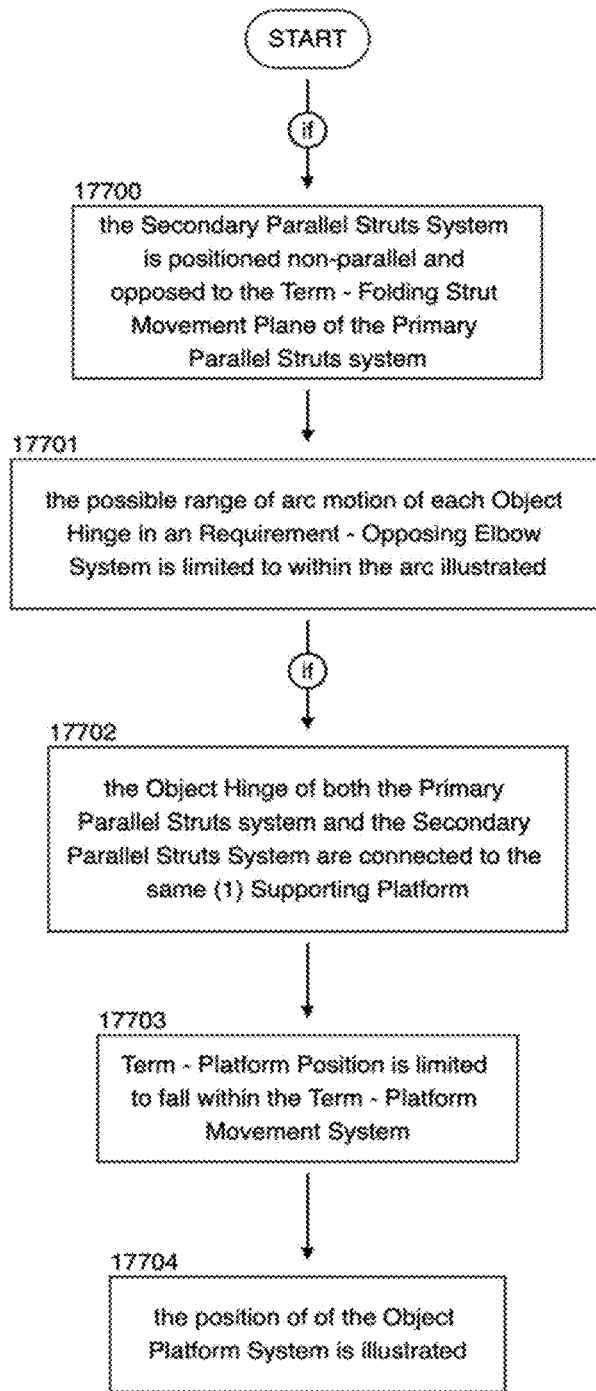 START
if
17700
the Secondary Parallel Struts System
is positioned non-parallel and
opposed to the Term - Folding Strut
Movement Plane of the Primary
Parallel Struts system
17701
the possible range of arc motion of each Object
Hinge in an Requirement - Opposing Elbow
System is limited to within the arc illustrated
if
17702
the Object Hinge of both the Primary
Parallel Struts system and the Secondary
Parallel Struts System are connected to the
same (1) Supporting Platform
17703
Term - Platform Position is limited
to fall within the Term - Platform
Movement System
17704
the position of of the Object
Platform System is illustrated